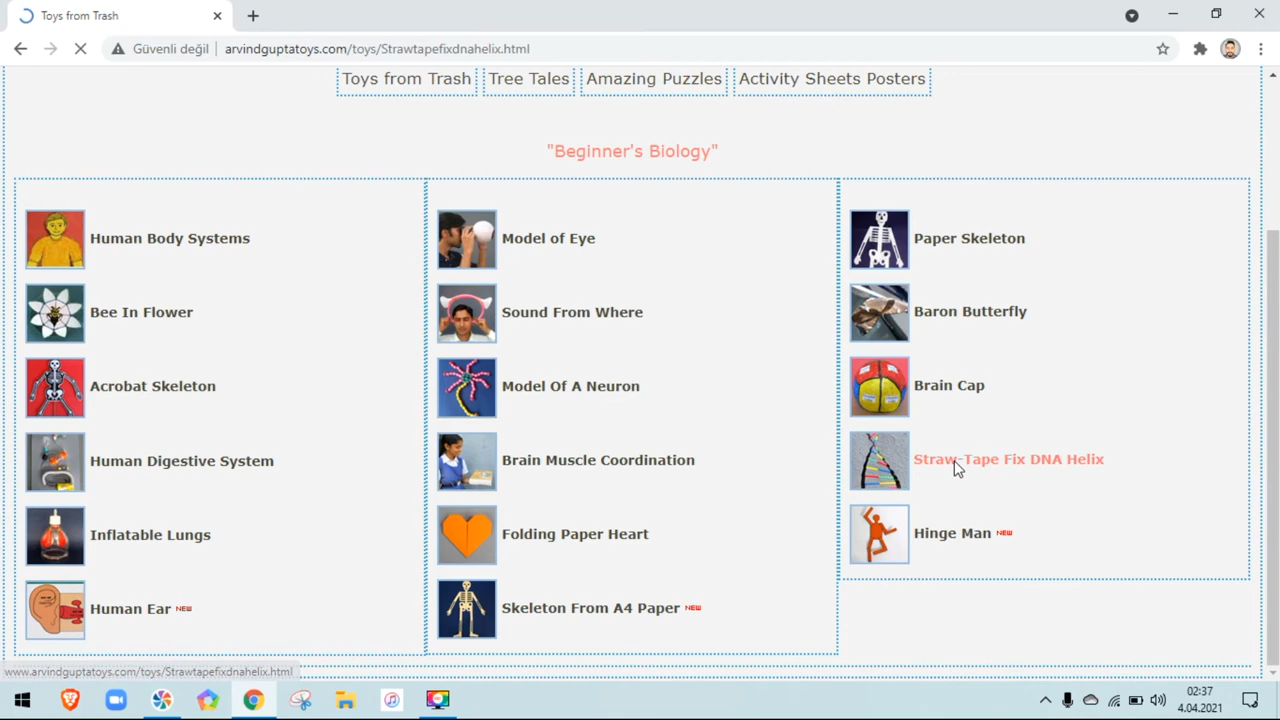 Toys from Trash
Güvenli değil
arvindguptatoys.com/toys/Strawtapefixdnahelix.html
Toys from Trash
Tree Tales
Amazing Puzzles
Activity Sheets Posters
"Beginner's Biology"
Human Body Systems
Bee In Flower
Acrobat Skeleton
Human Digestive System
Inflatable Lungs
Human Ear NEW
Model of Eye
Sound From Where
Model Of A Neuron
Brain Muscle Coordination
Folding Paper Heart
Skeleton From A4 Paper NEW
Paper Skeleton
Baron Butterfly
Brain Cap
Straw-Tape Fix DNA Helix
Hinge Man NEW
www.arvindguptatoys.com/toys/Strawtapefixdnahelix.html
02:37
4.04.2021